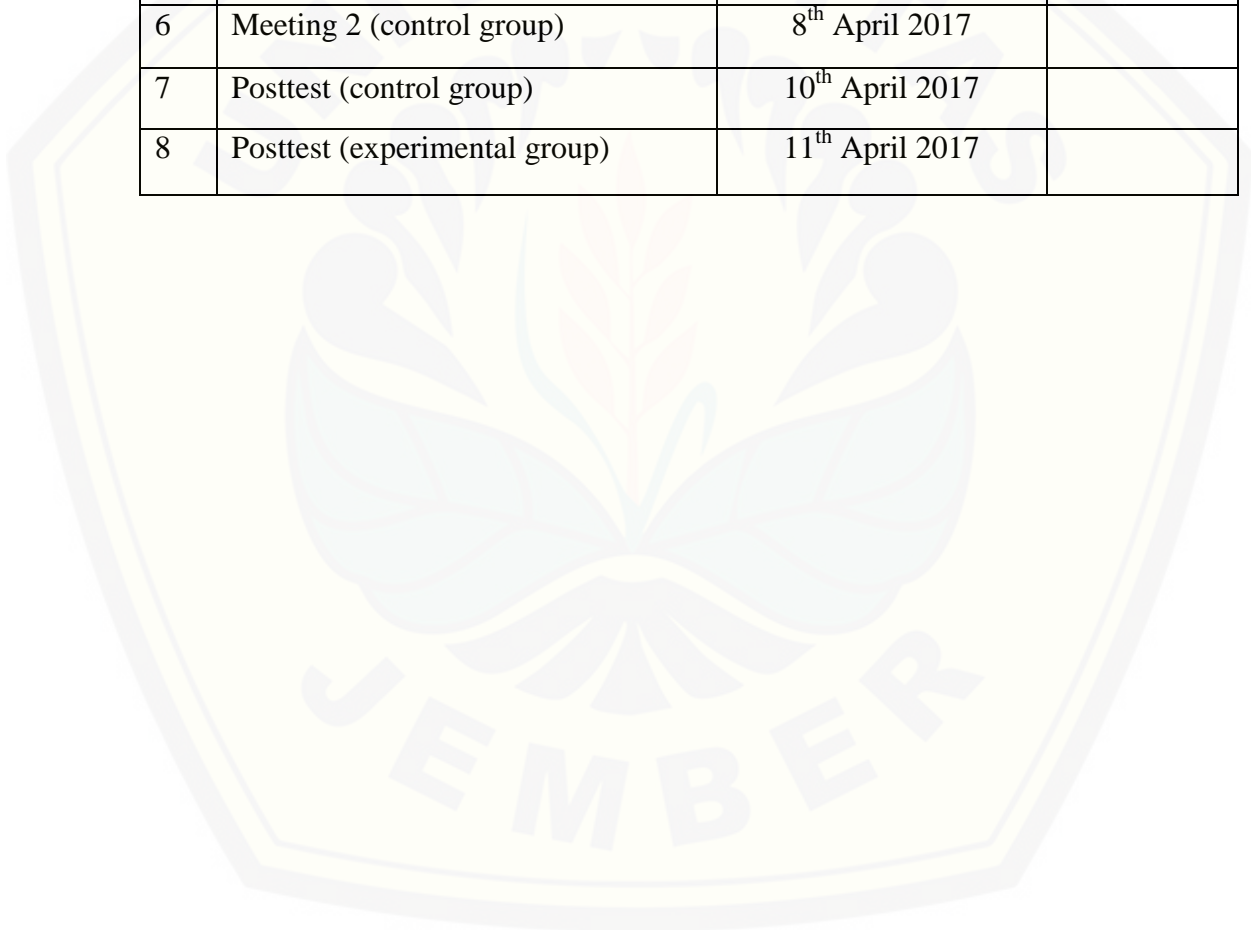 6 Meeting 2 (control group) 8th April 2017
7 Posttest (control group) 10th April 2017
8 Posttest (experimental group) 11th April 2017
JEMBER